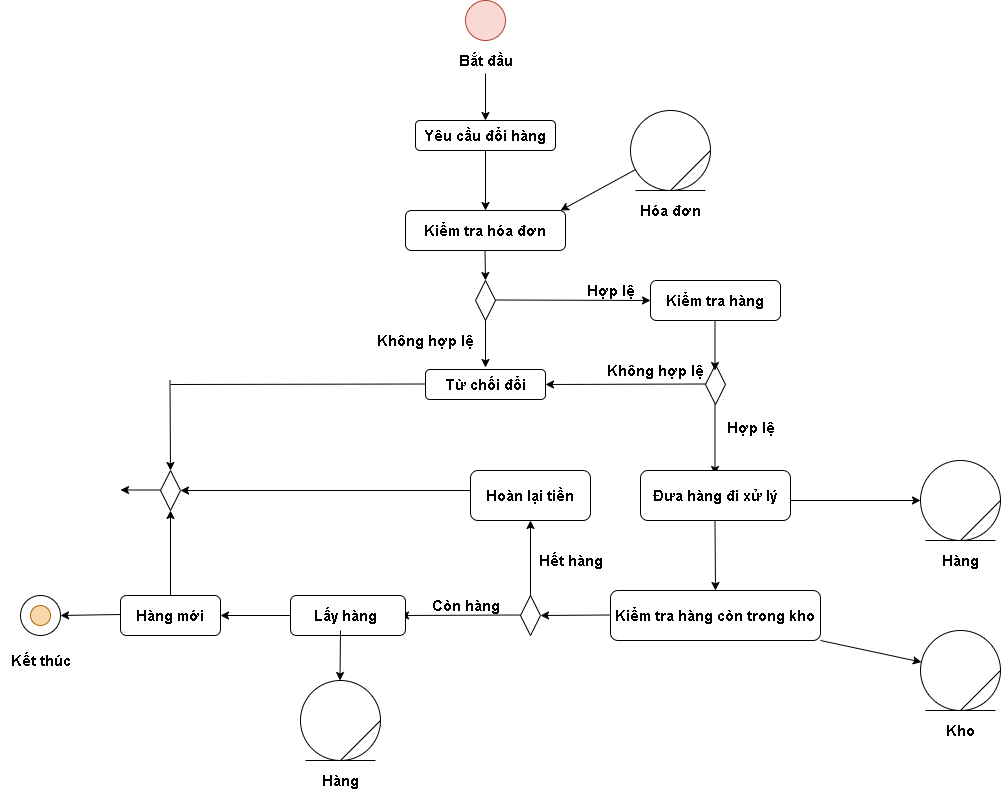 Bắt đầu
Yêu cầu đổi hàng
Hóa đơn
Kiểm tra hóa đơn
Hợp lệ
Kiểm tra hàng
Không hợp lệ
Không hợp lệ
Từ chối đổi
Hợp lệ
Hoàn lại tiền
Đưa hàng đi xử lý
Hàng
Hết hàng
Còn hàng
Hàng mới
Lấy hàng
Kiểm tra hàng còn trong kho
Kết thúc
Kho
Hàng